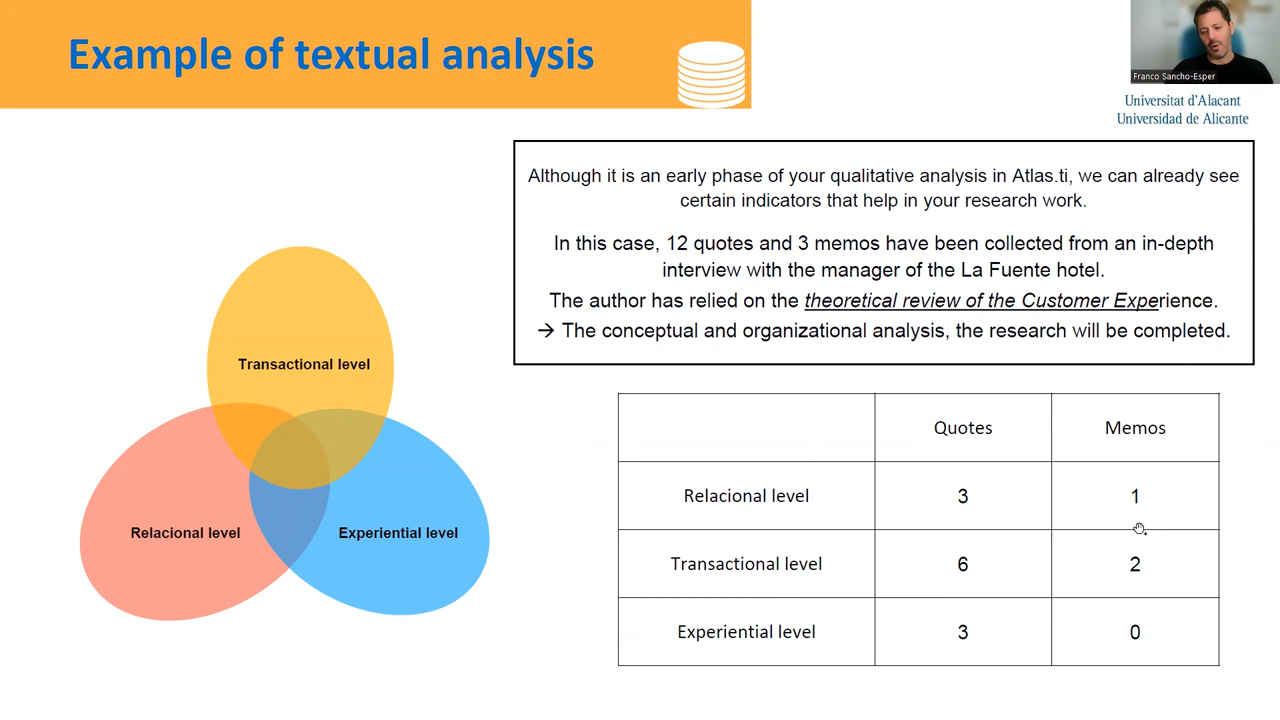 Example of textual analysis
Franco Sancho-Esper
Universitat d'Alacant
Universidad de Alicante
Although it is an early phase of your qualitative analysis in Atlas.ti, we can already see
certain indicators that help in your research work.
In this case, 12 quotes and 3 memos have been collected from an in-depth
interview with the manager of the La Fuente hotel.
The author has relied on the theoretical review of the Customer Experience.
→ The conceptual and organizational analysis, the research will be completed.
Transactional level
Relacional level
Experiential level
Quotes Memos
Relacional level 3 1
Transactional level 6 2
Experiential level 3 0